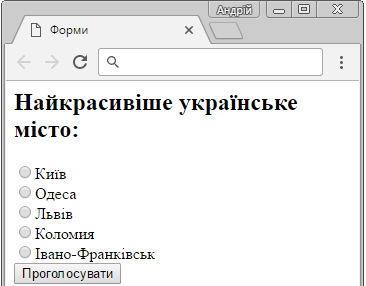 Андрій
Форми
Найкрасивіше українське
місто:
Київ
Одеса
Львів
Коломия
Івано-Франківськ
Проголосувати